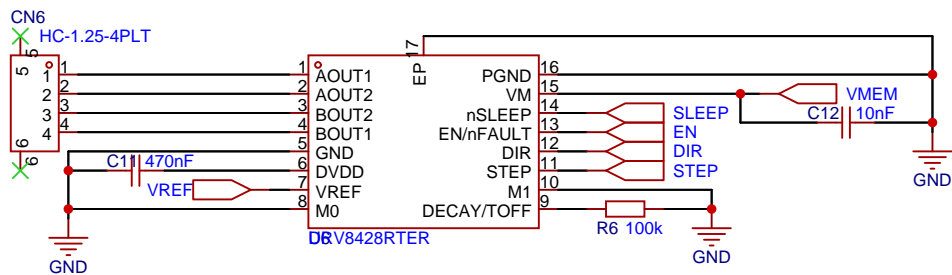 CN6
HC-1.25-4PLT
5
5
1
1
2
2
3
3
4
4
6
6
17
EP
1
AOUT1
2
AOUT2
3
BOUT2
4
BOUT1
5
GND
6
DVDD
7
VREF
8
M0
PGND
16
VM
15
nSLEEP
14
EN/nFAULT
13
DIR
12
STEP
11
M1
10
DECAY/TOFF
9
C11
470nF
VREF
GND
DRV8428RTER
VMEM
C12
10nF
SLEEP
EN
DIR
STEP
R6
100k
GND
GND